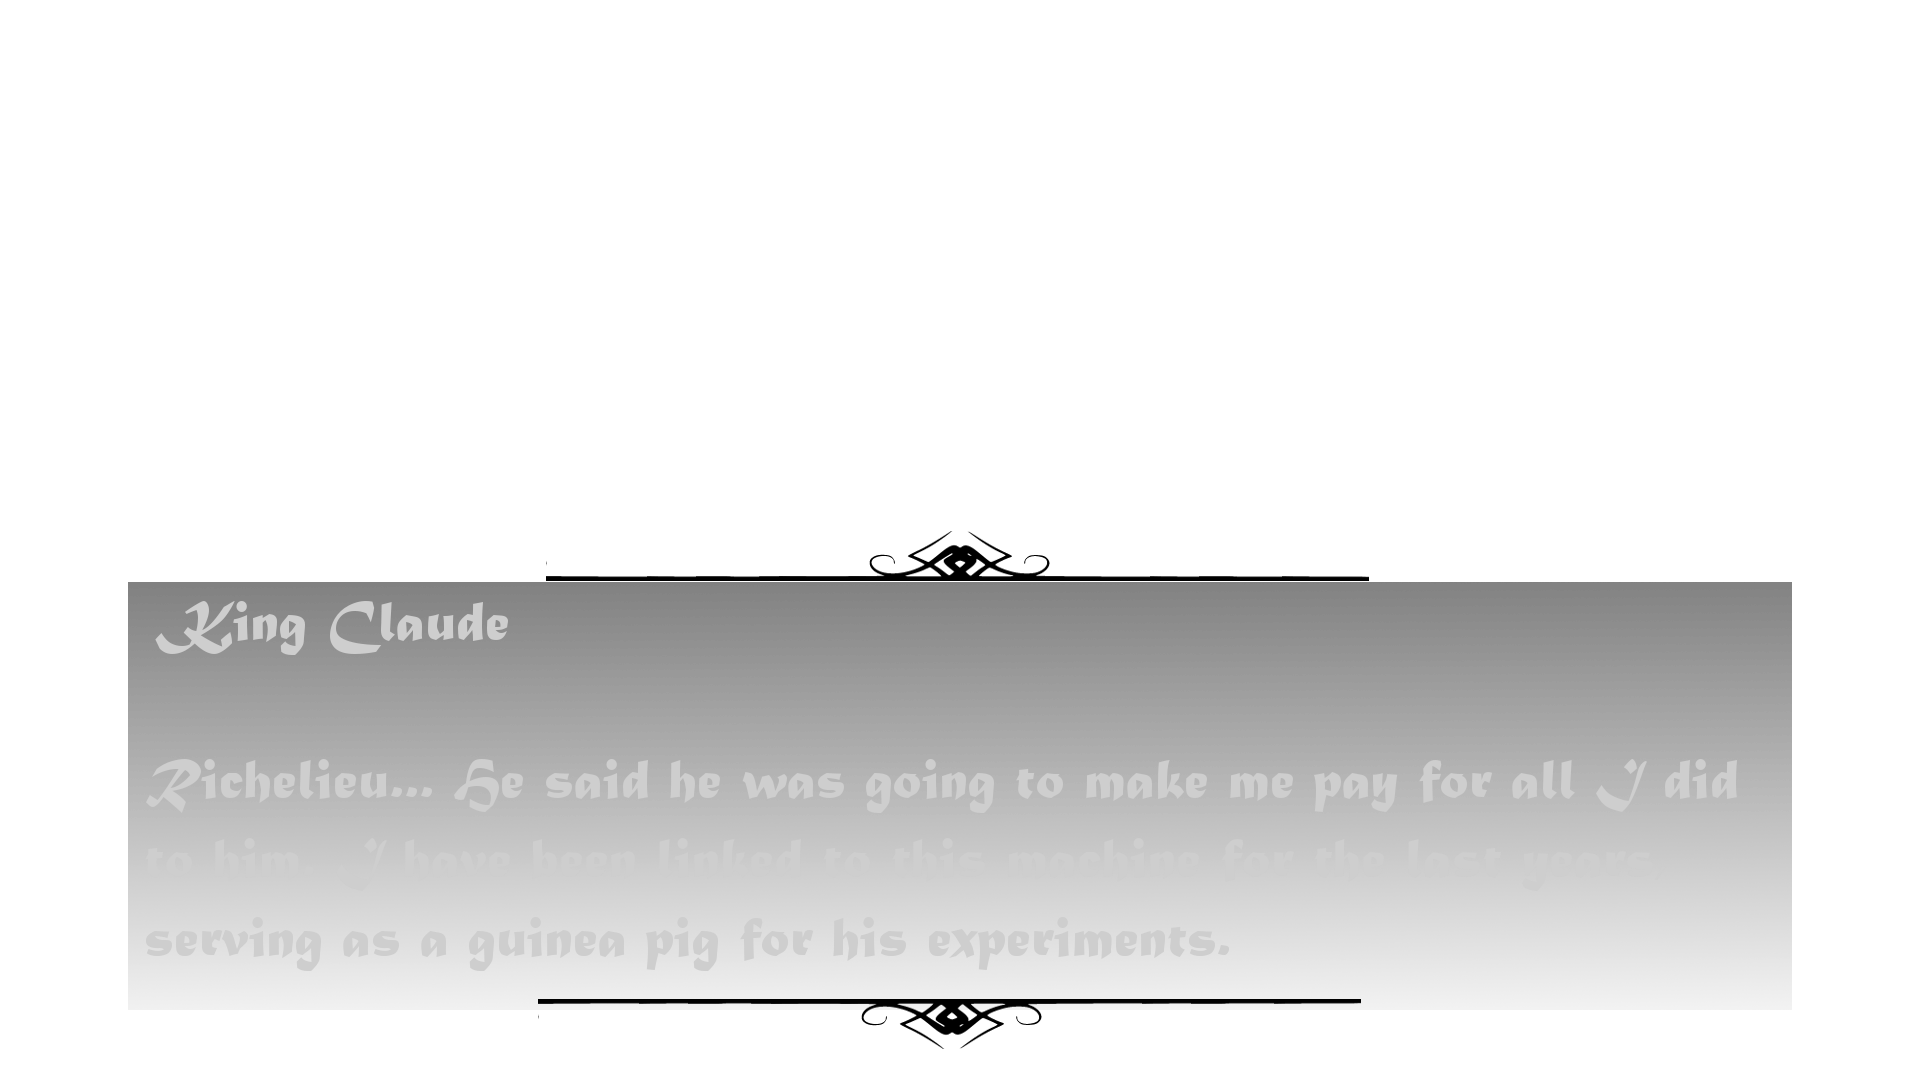 King Claude
Richelieu... He said he was going to make me pay for all I did
to him. I have been linked to this machine for the last years,
serving as a guinea pig for his experiments.